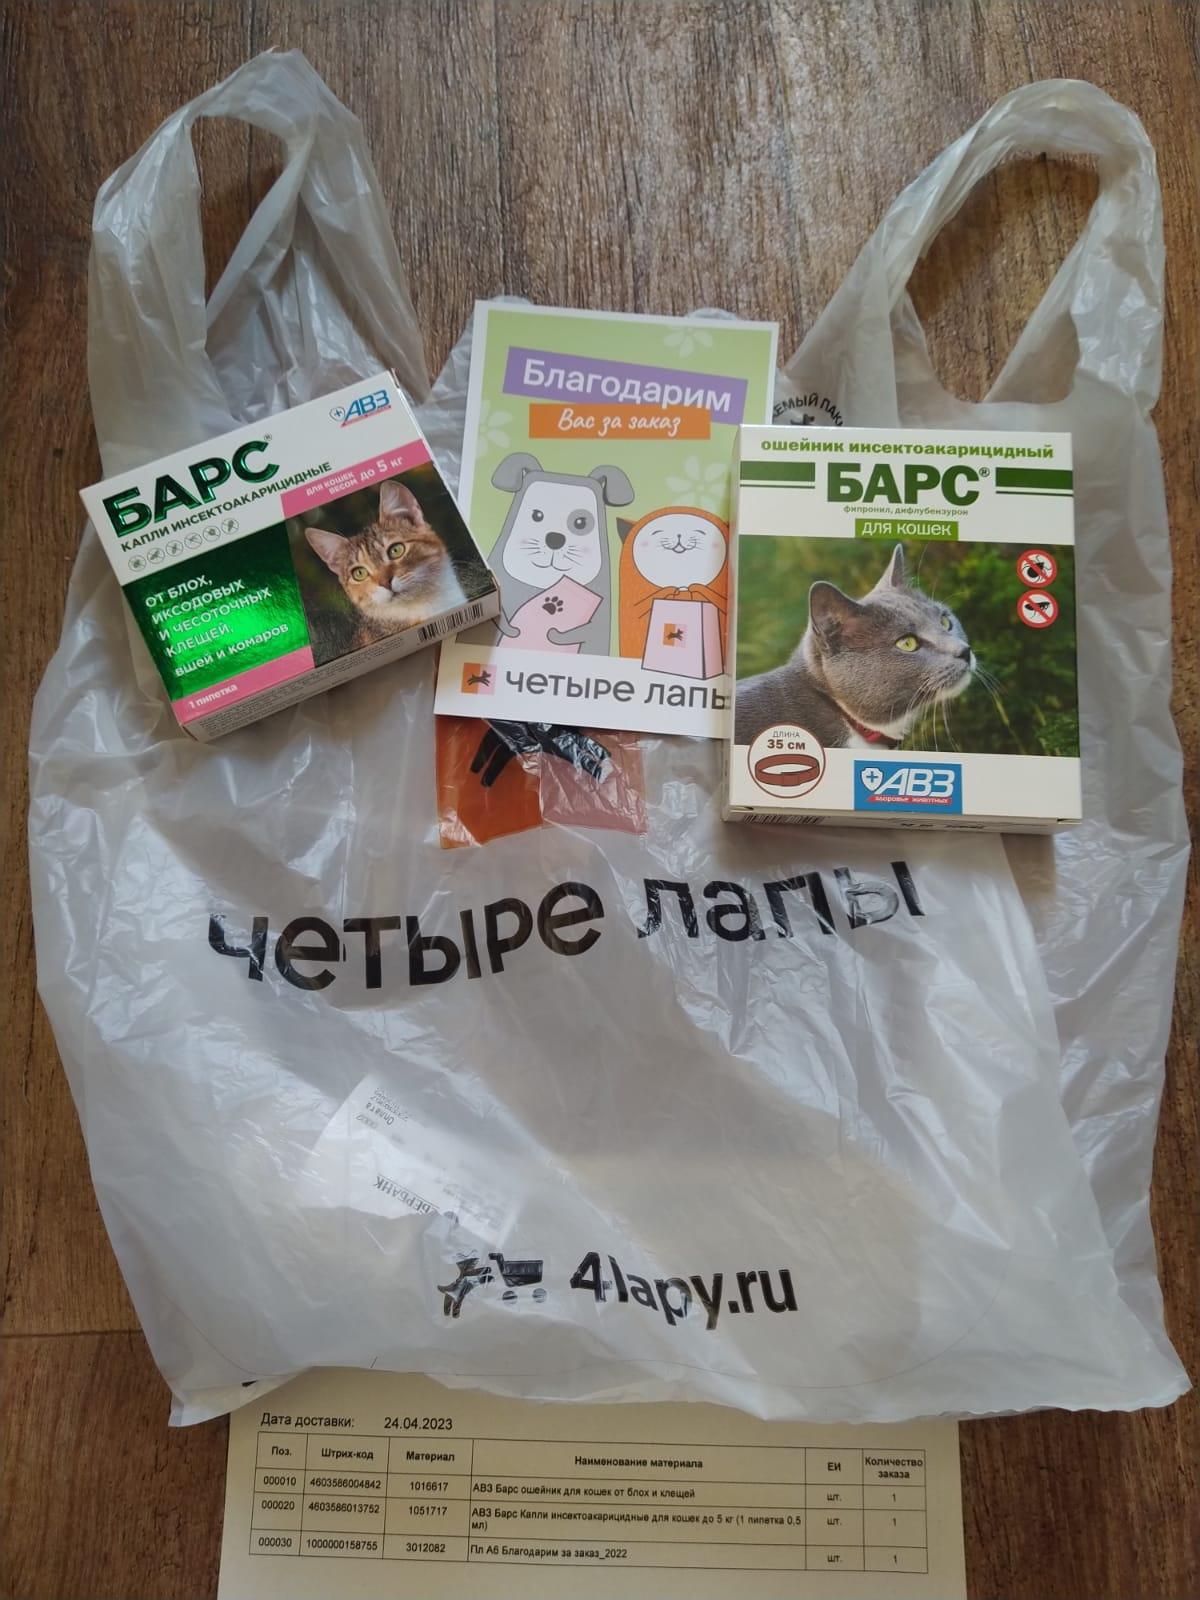 Благодарим
Вас за заказ
четыре лапы
АВЗ
БАРС®
КАПЛИ ИНСЕКТОАКАРИЦИДНЫЕ
ДЛЯ КОШЕК
ВЕСОМ ДО 5 КГ
ОТ БЛОХ,
ИКСОДОВЫХ
И ЧЕСОТОЧНЫХ
КЛЕЩЕЙ,
ВШЕЙ И КОМАРОВ
1 пипетка
ошейник инсектоакарицидный
БАРС®
фипронил, дифлубензурон
для кошек
ДЛИНА
35 см
АВЗ
здоровье животных
четыре лапы
Оплата
СБЕРБАНК
4lapy.ru
Дата доставки: 24.04.2023
Поз. Штрих-код Материал Наименование материала ЕИ Количество заказа
000010 4603586004842 1016617 АВЗ Барс ошейник для кошек от блох и клещей шт. 1
000020 4603586013752 1051717 АВЗ Барс Капли инсектоакарицидные для кошек до 5 кг (1 пипетка 0,5
мл) шт. 1
000030 1000000158755 3012082 Пл А6 Благодарим за заказ_2022 шт. 1